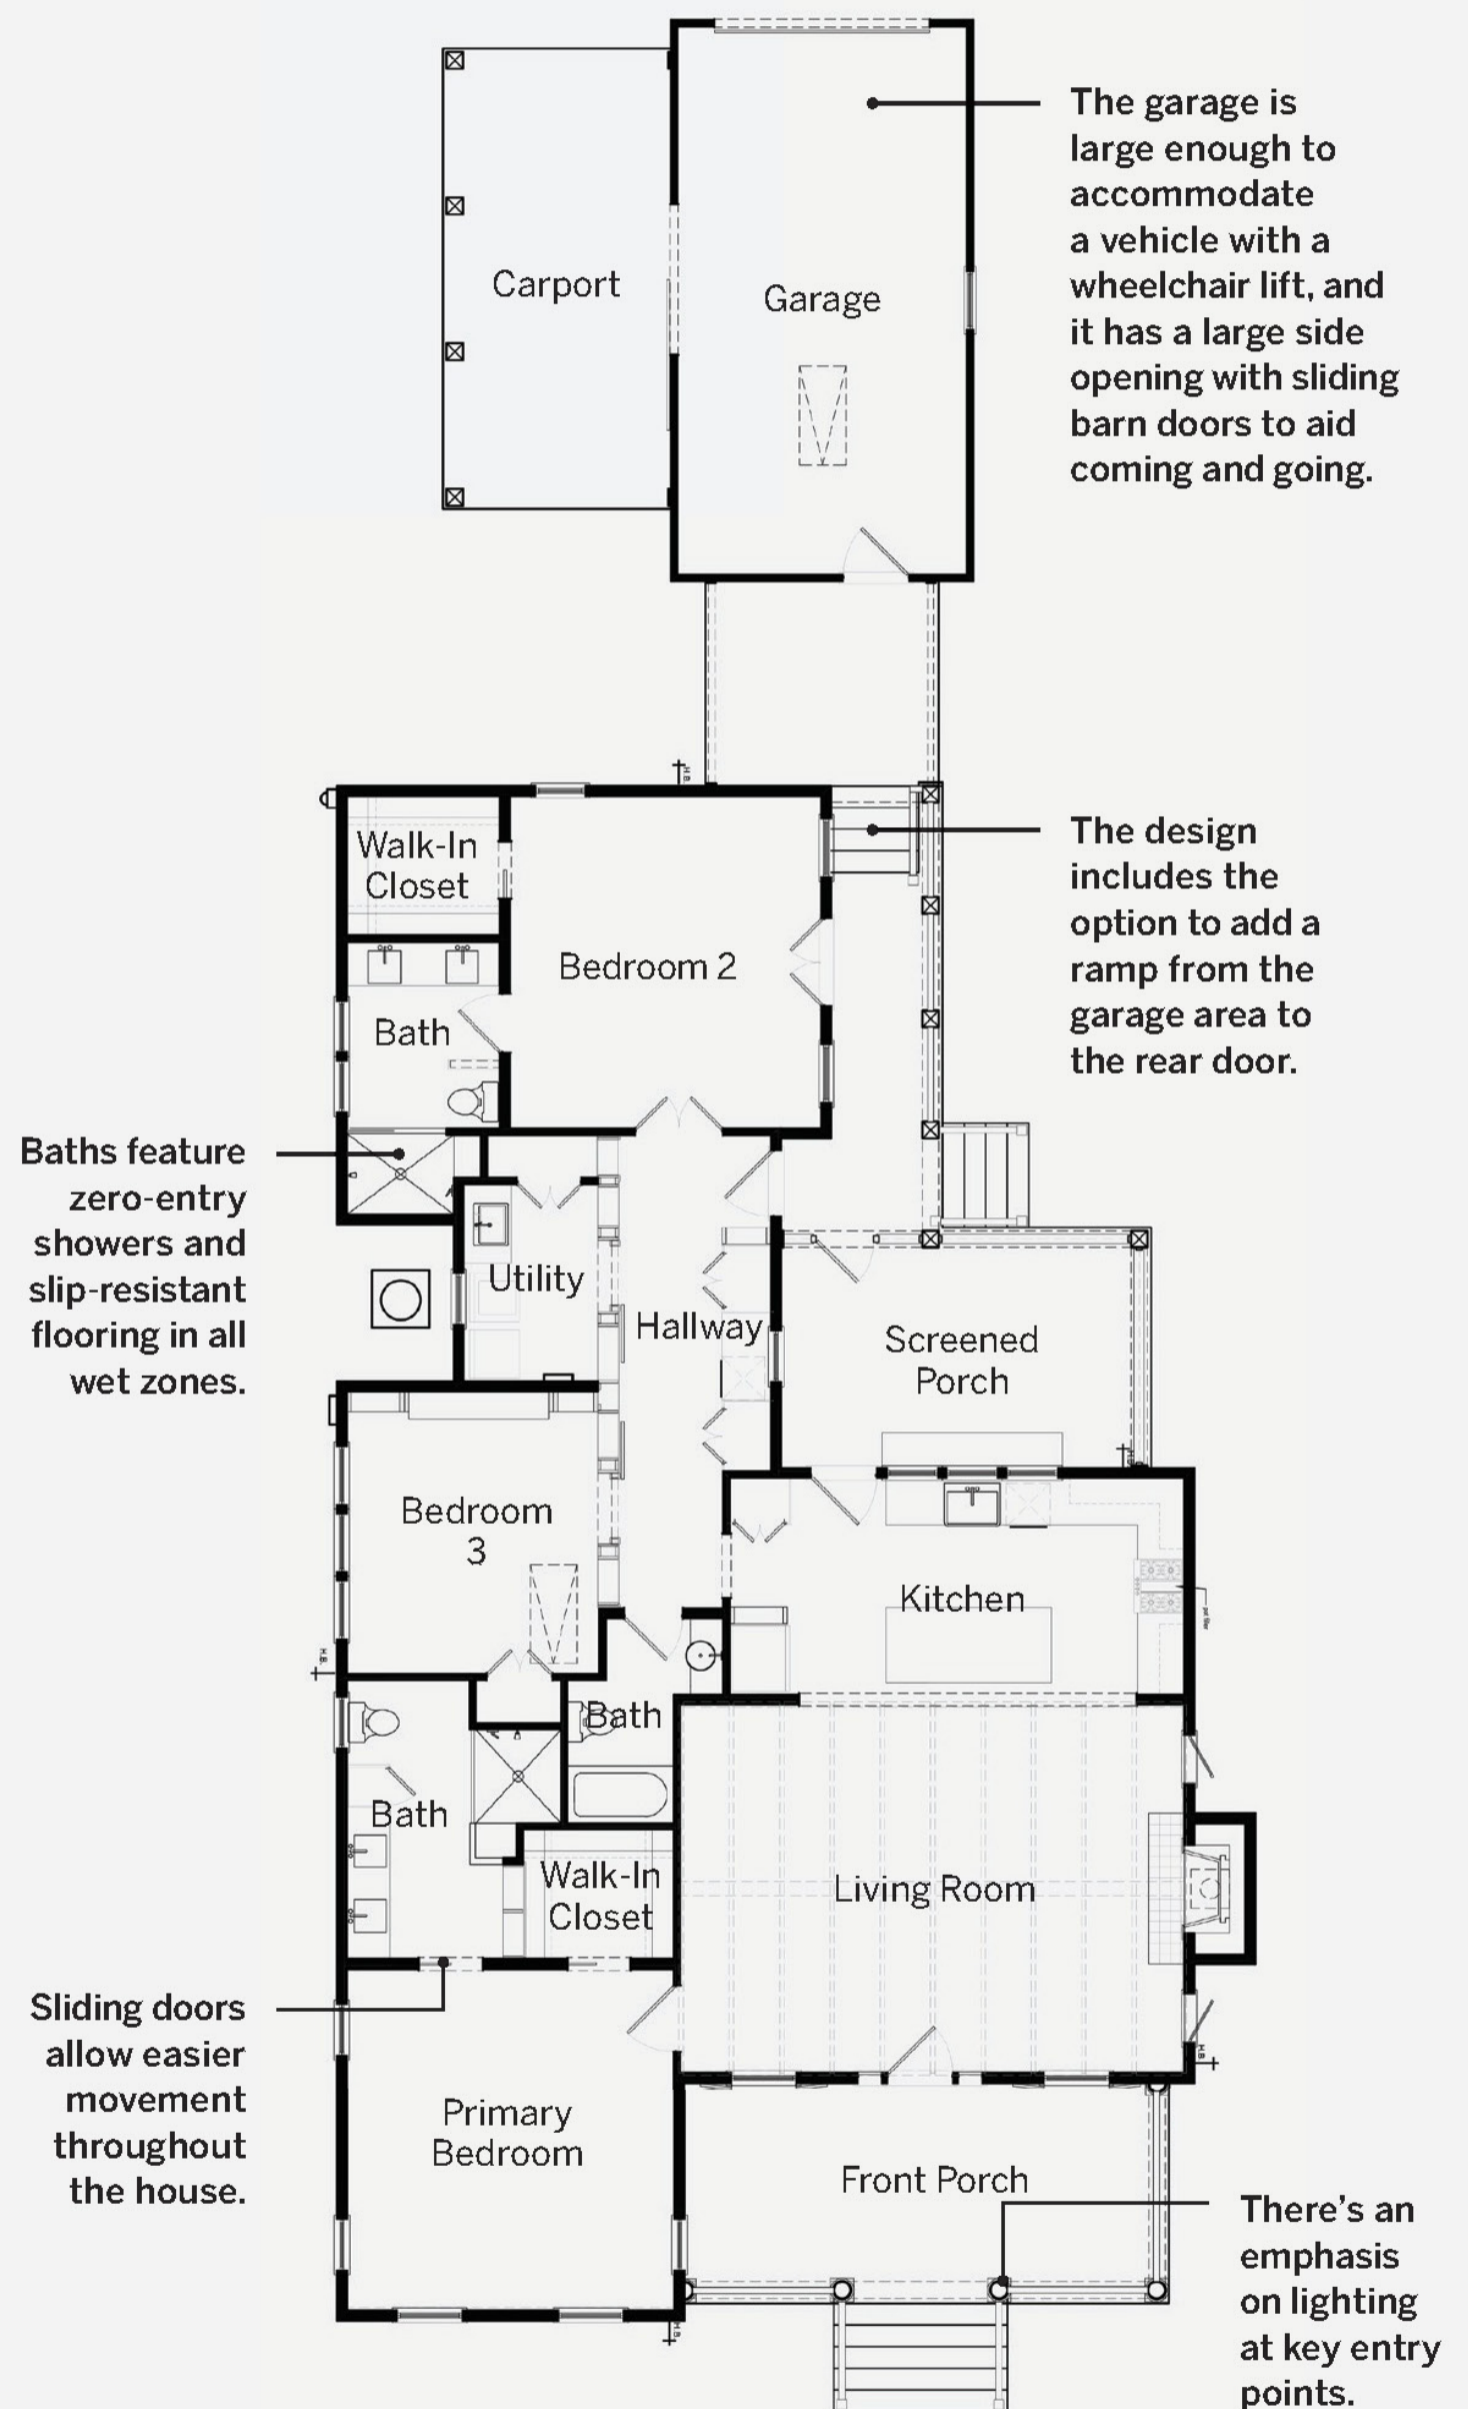 The garage is
large enough to
accommodate
a vehicle with a
wheelchair lift, and
it has a large side
opening with sliding
barn doors to aid
coming and going.
Carport
Garage
H.B.
Walk-In
Closet
The design
includes the
option to add a
ramp from the
garage area to
the rear door.
Bedroom 2
Bath
Baths feature
zero-entry
showers and
slip-resistant
flooring in all
wet zones.
Utility
Hallway
Screened
Porch
H.B.
Bedroom
3
Kitchen
H.B.
Bath
Bath
Walk-In
Closet
Living Room
Sliding doors
allow easier
movement
throughout
the house.
H.B.
Primary
Bedroom
Front Porch
There’s an
emphasis
on lighting
at key entry
points.
H.B.